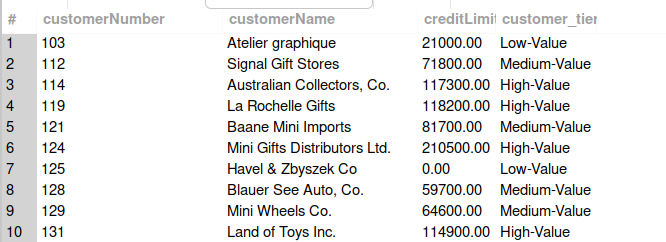 # customerNumber customerName creditLimit customer_tier
1 103 Atelier graphique 21000.00 Low-Value
2 112 Signal Gift Stores 71800.00 Medium-Value
3 114 Australian Collectors, Co. 117300.00 High-Value
4 119 La Rochelle Gifts 118200.00 High-Value
5 121 Baane Mini Imports 81700.00 Medium-Value
6 124 Mini Gifts Distributors Ltd. 210500.00 High-Value
7 125 Havel & Zbyszek Co 0.00 Low-Value
8 128 Blauer See Auto, Co. 59700.00 Medium-Value
9 129 Mini Wheels Co. 64600.00 Medium-Value
10 131 Land of Toys Inc. 114900.00 High-Value